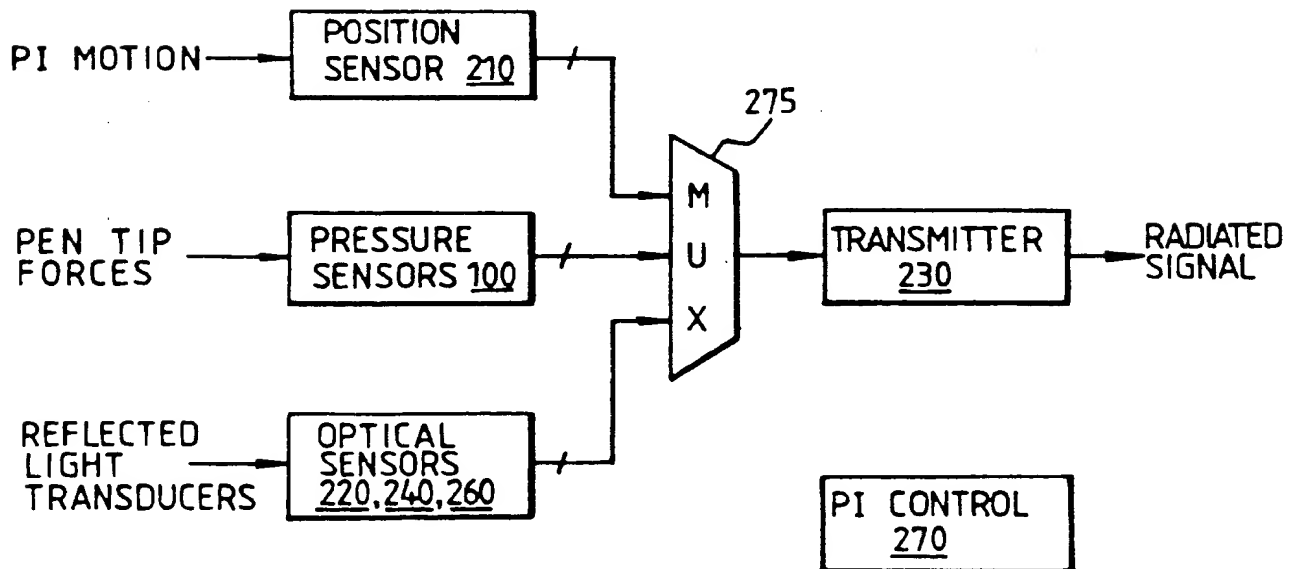 PI MOTION
POSITION
SENSOR 210
275
PEN TIP
FORCES
PRESSURE
SENSORS 100
M
U
X
TRANSMITTER
230
RADIATED
SIGNAL
REFLECTED
LIGHT
TRANSDUCERS
OPTICAL
SENSORS
220, 240, 260
PI CONTROL
270